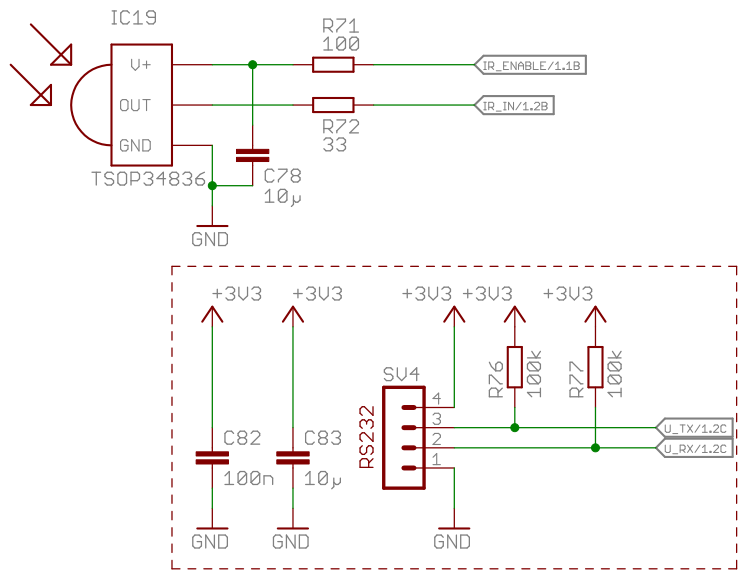 IC19
R71
100
V+
IR_ENABLE/1.1B
OUT
IR_IN/1.2B
R72
33
GND
TSOP34836
C78
10µ
GND
+3V3
+3V3
+3V3
+3V3
+3V3
SV4
R76
100k
R77
100k
4
3
2
1
RS232
U_TX/1.2C
U_RX/1.2C
C82
100n
C83
10µ
GND
GND
GND